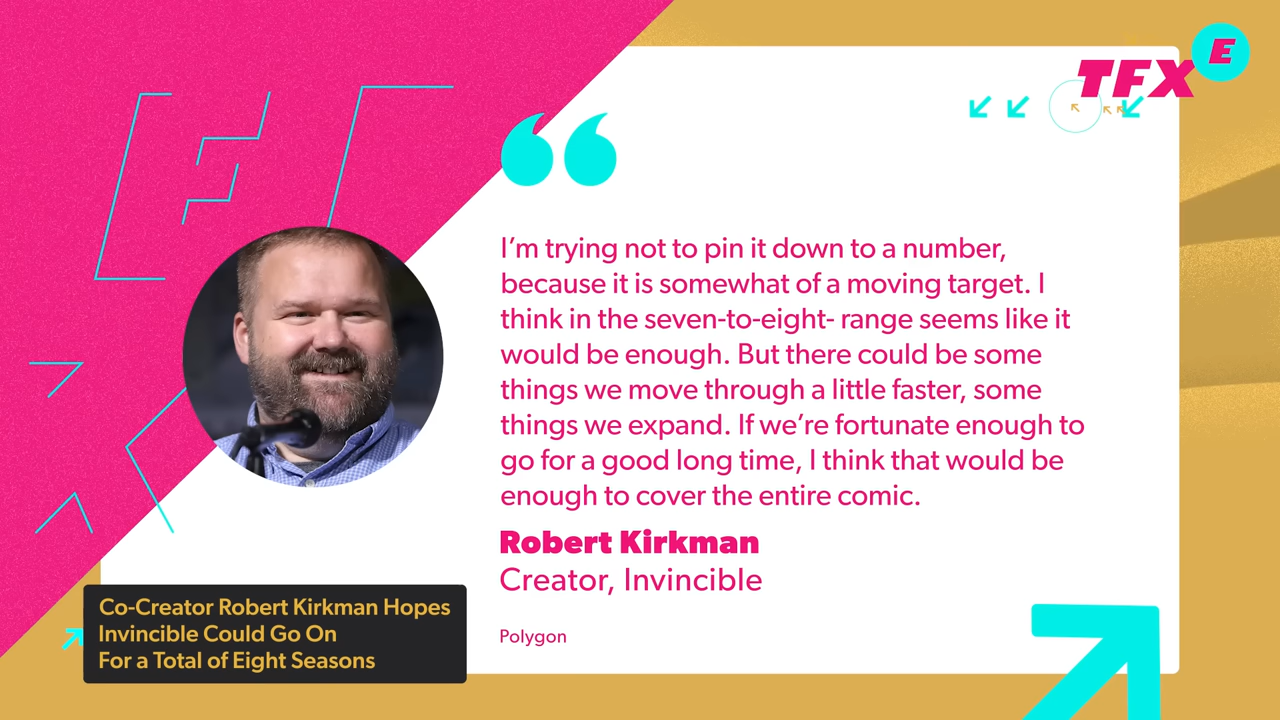 TFX E
I’m trying not to pin it down to a number,
because it is somewhat of a moving target. I
think in the seven-to-eight- range seems like it
would be enough. But there could be some
things we move through a little faster, some
things we expand. If we’re fortunate enough to
go for a good long time, I think that would be
enough to cover the entire comic.
Robert Kirkman
Creator, Invincible
Polygon
Co-Creator Robert Kirkman Hopes
Invincible Could Go On
For a Total of Eight Seasons